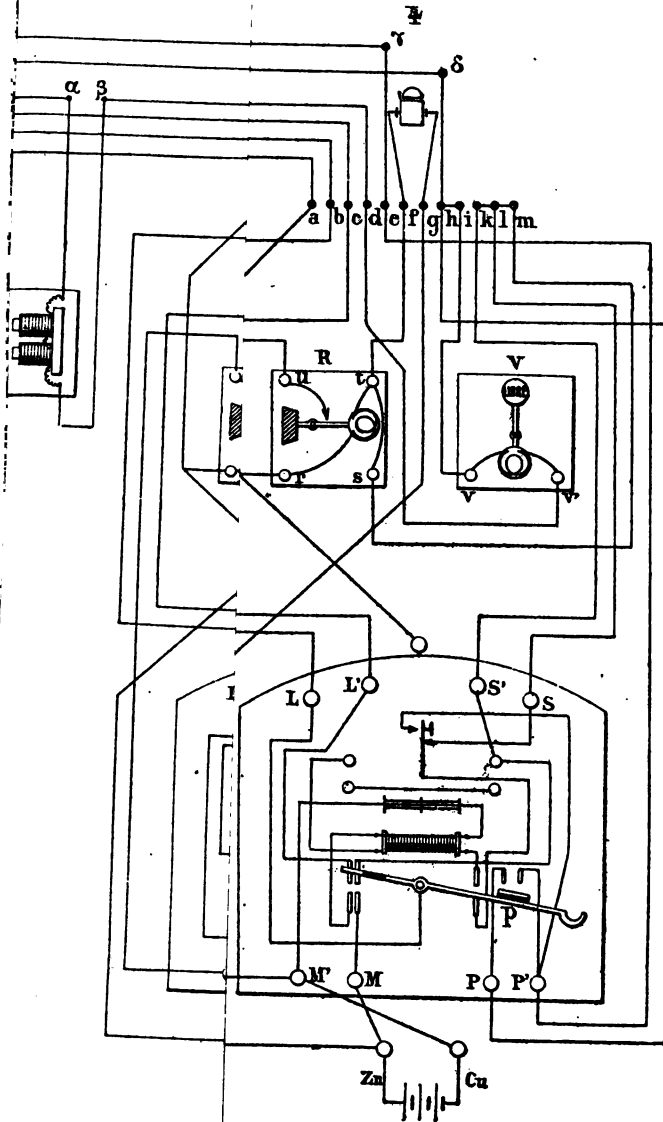 4
γ
δ
α β
a b c d e f g h i k l m
R
V
u t
r s
v v'
L L' S' S
p
M' M P P'
Zn Cu